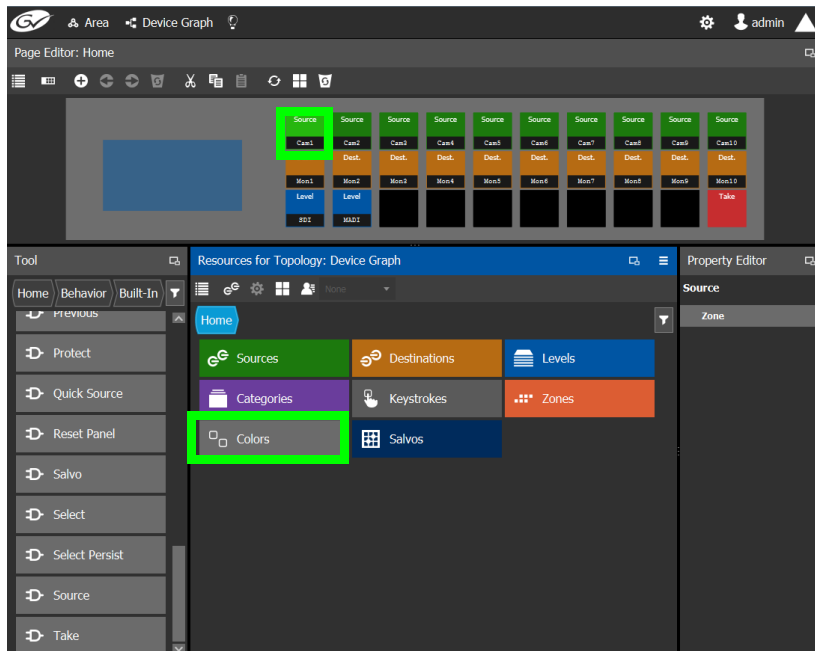 GV Area Device Graph admin
Page Editor: Home
Source Source Source Source Source Source Source Source Source Source
Cam1 Cam2 Cam3 Cam4 Cam5 Cam6 Cam7 Cam8 Cam9 Cam10
Dest. Dest. Dest. Dest. Dest. Dest. Dest. Dest. Dest.
Mon1 Mon2 Mon3 Mon4 Mon5 Mon6 Mon7 Mon8 Mon9 Mon10
Level Level Take
SDI MADI
Tool
Home Behavior Built-In
Previous
Protect
Quick Source
Reset Panel
Salvo
Select
Select Persist
Source
Take
Resources for Topology: Device Graph
None
Home
Sources Destinations Levels
Categories Keystrokes Zones
Colors Salvos
Property Editor
Source
Zone